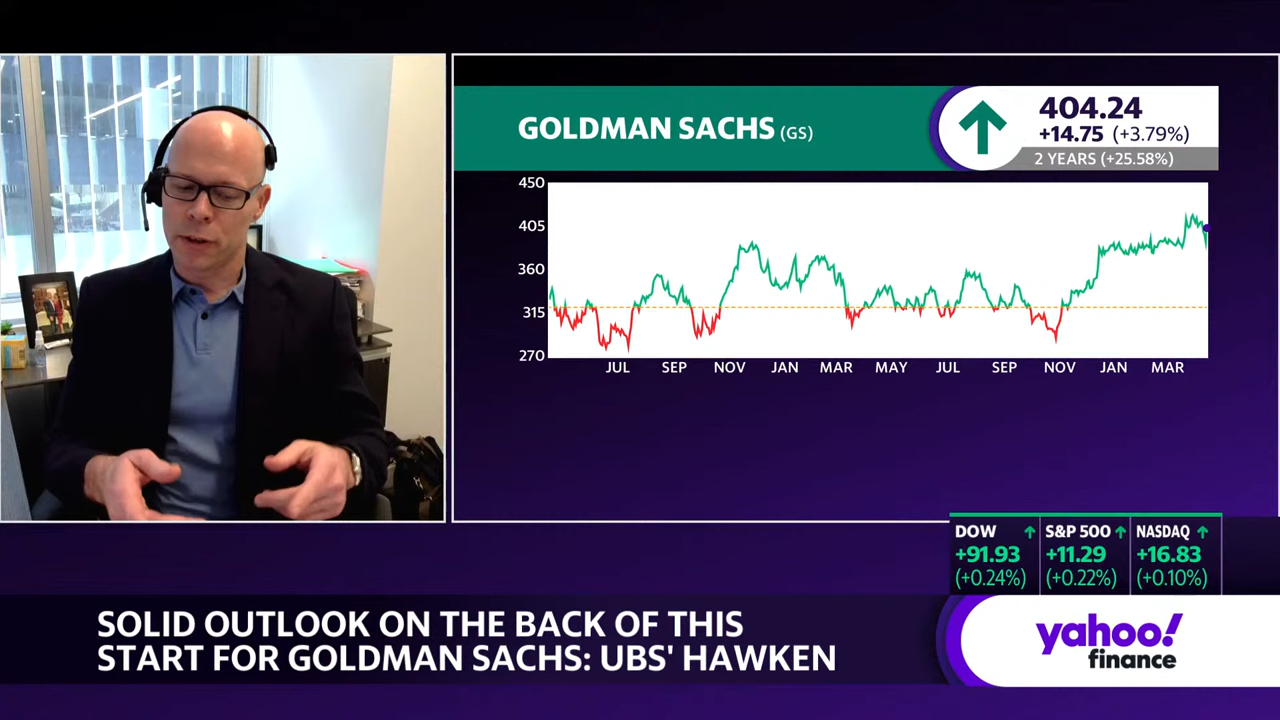 GOLDMAN SACHS (GS)
404.24
+14.75 (+3.79%)
2 YEARS (+25.58%)
450
405
360
315
270
JUL SEP NOV JAN MAR MAY JUL SEP NOV JAN MAR
DOW
+91.93
(+0.24%)
S&P 500
+11.29
(+0.22%)
NASDAQ
+16.83
(+0.10%)
SOLID OUTLOOK ON THE BACK OF THIS
START FOR GOLDMAN SACHS: UBS' HAWKEN
yahoo!
finance